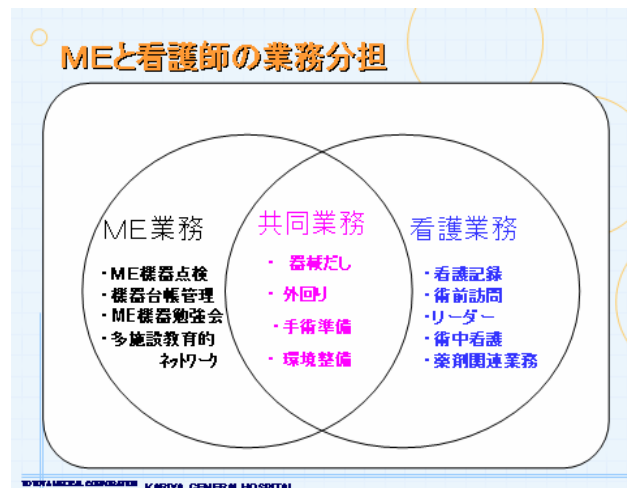 MEと看護師の業務分担
ME業務
・ME機器点検
・機器台帳管理
・ME機器勉強会
・多施設教育的
ネットワーク
共同業務
・器械だし
・外回り
・手術準備
・環境整備
看護業務
・看護記録
・術前訪問
・リーダー
・術中看護
・薬剤関連業務
KARIYA GENERAL HOSPITAL